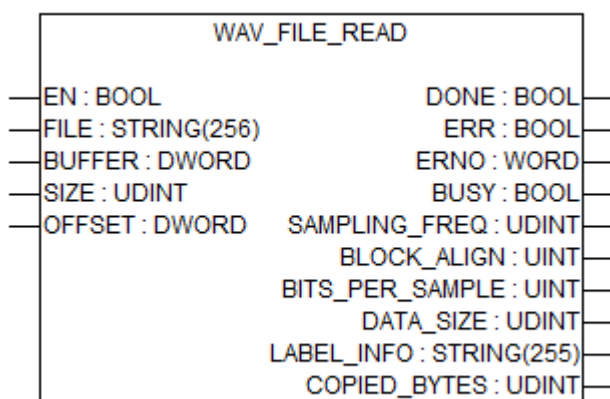 WAV_FILE_READ
EN : BOOL DONE : BOOL
FILE : STRING(256) ERR : BOOL
BUFFER : DWORD ERNO : WORD
SIZE : UDINT BUSY : BOOL
OFFSET : DWORD SAMPLING_FREQ : UDINT
BLOCK_ALIGN : UINT
BITS_PER_SAMPLE : UINT
DATA_SIZE : UDINT
LABEL_INFO : STRING(255)
COPIED_BYTES : UDINT